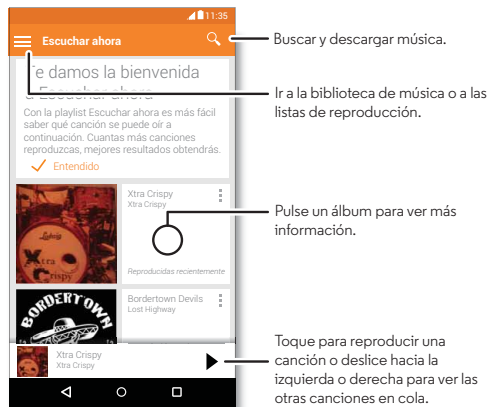 11:35
Escuchar ahora
Te damos la bienvenida
a Escuchar ahora
Con la playlist Escuchar ahora es más fácil
saber qué canción se puede oír a
continuación. Cuantas más canciones
reproduzcas, mejores resultados obtendrás.
Entendido
Xtra Crispy
Xtra Crispy
Reproducidas recientemente
Ludwig
Xtra
Crispy
BORDERTOWN
Bordertown Devils
Lost Highway
Xtra Crispy
Xtra Crispy
Buscar y descargar música.
Ir a la biblioteca de música o a las
listas de reproducción.
Pulse un álbum para ver más
información.
Toque para reproducir una
canción o deslice hacia la
izquierda o derecha para ver las
otras canciones en cola.